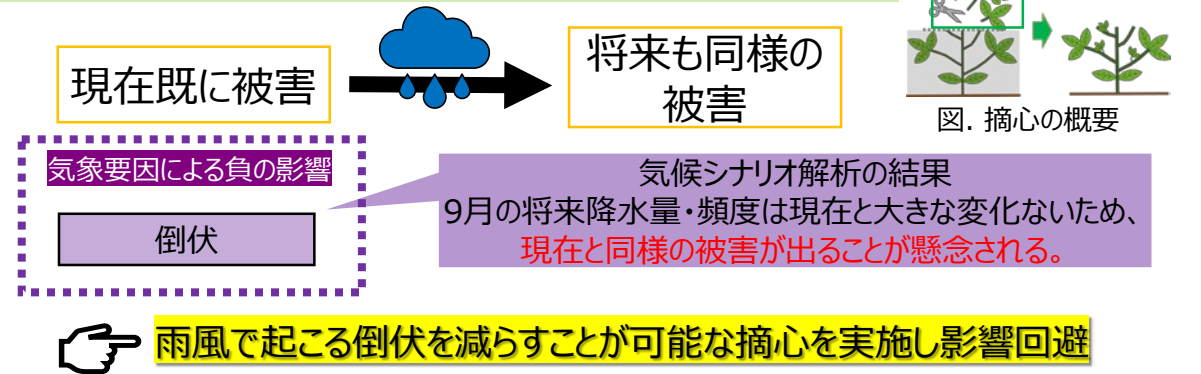 現在既に被害
将来も同様の
被害
図. 摘心の概要
気象要因による負の影響
倒伏
気候シナリオ解析の結果
9月の将来降水量・頻度は現在と大きな変化ないため、
現在と同様の被害が出ることが懸念される。
雨風で起こる倒伏を減らすことが可能な摘心を実施し影響回避